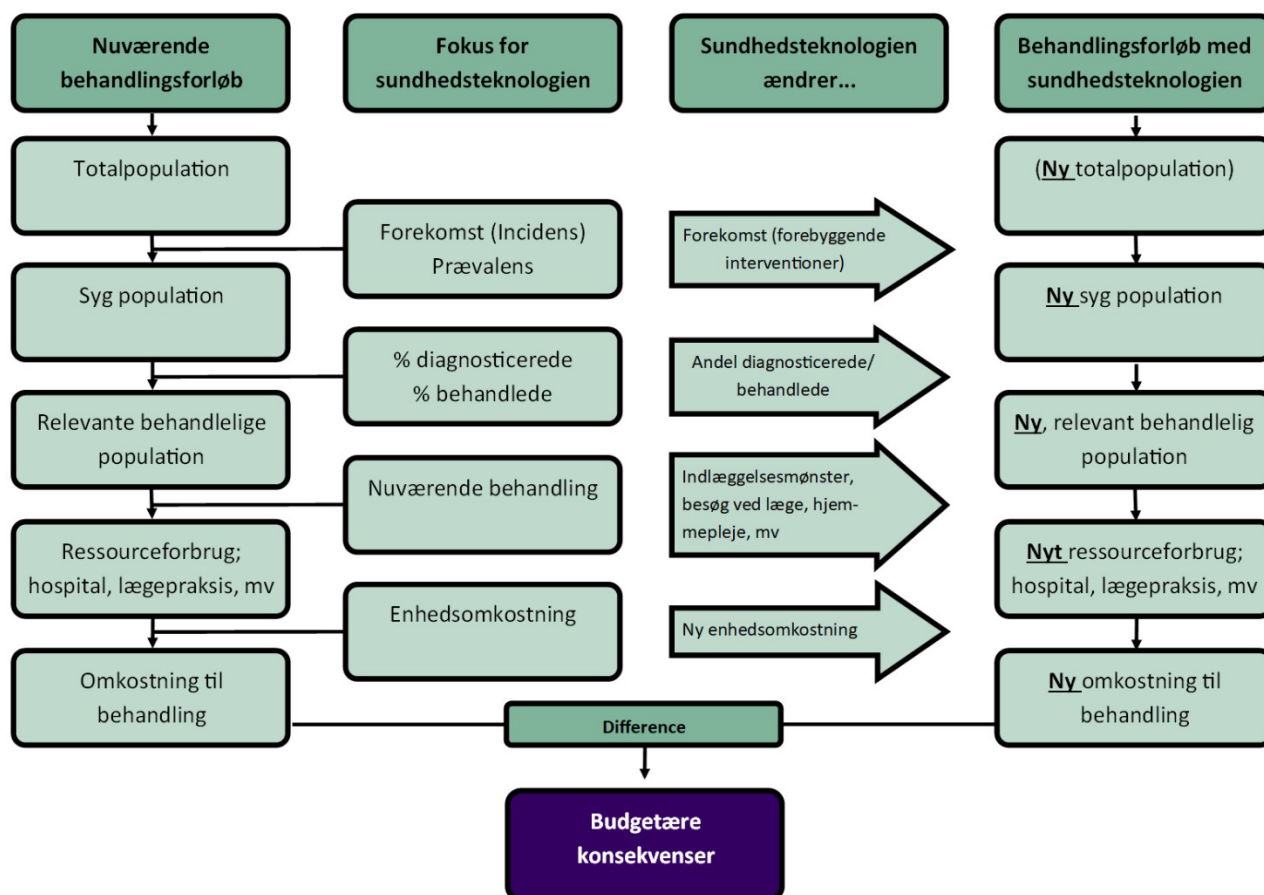 Nuværende
behandlingsforløb
Fokus for
sundhedsteknologien
Sundhedsteknologien
ændrer...
Behandlingsforløb med
sundhedsteknologien
Totalpopulation
(Ny totalpopulation)
Forekomst (Incidens)
Prævalens
Forekomst (forebyggende
interventioner)
Syg population
Ny syg population
% diagnosticerede
% behandlede
Andel diagnosticerede/
behandlede
Relevante behandlelige
population
Ny, relevant behandlelig
population
Nuværende behandling
Indlæggelsesmønster,
besøg ved læge, hjem-
mepleje, mv
Ressourceforbrug;
hospital, lægepraksis, mv
Nyt ressourceforbrug;
hospital, lægepraksis, mv
Enhedsomkostning
Ny enhedsomkostning
Omkostning til
behandling
Ny omkostning til
behandling
Difference
Budgetære
konsekvenser